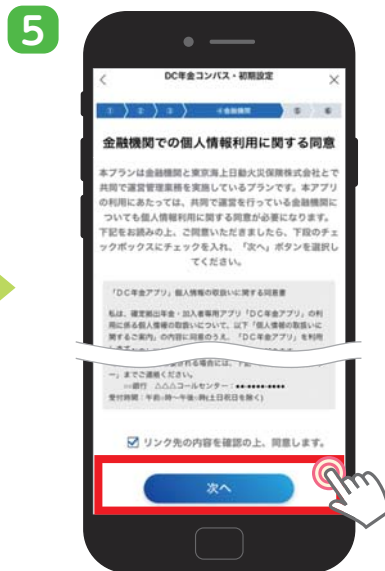 5
DC年金コンパス・初期設定
① ② ③ ④金融機関 ⑤ ⑥
金融機関での個人情報利用に関する同意
本プランは金融機関と東京海上日動火災保険株式会社とで
共同で運営管理業務を実施しているプランです。本アプリ
の利用にあたっては、共同で運営を行っている金融機関に
ついても個人情報利用に関する同意が必要になります。
下記をお読みの上、ご同意いただきましたら、下段のチェ
ックボックスにチェックを入れ、「次へ」ボタンを選択し
てください。
「DC年金アプリ」個人情報の取扱いに関する同意書
私は、確定拠出年金・加入者専用アプリ「DC年金アプリ」の利
用に係る個人情報の取扱いについて、以下「個人情報の取扱いに
関するご案内」の内容に同意のうえ、「DC年金アプリ」を利用
ー」までご連絡ください。
○○銀行 △△△コールセンター：●●-●●●●-●●●●
受付時間：午前○時～午後○時(土日祝日を除く)
リンク先の内容を確認の上、同意します。
次へ